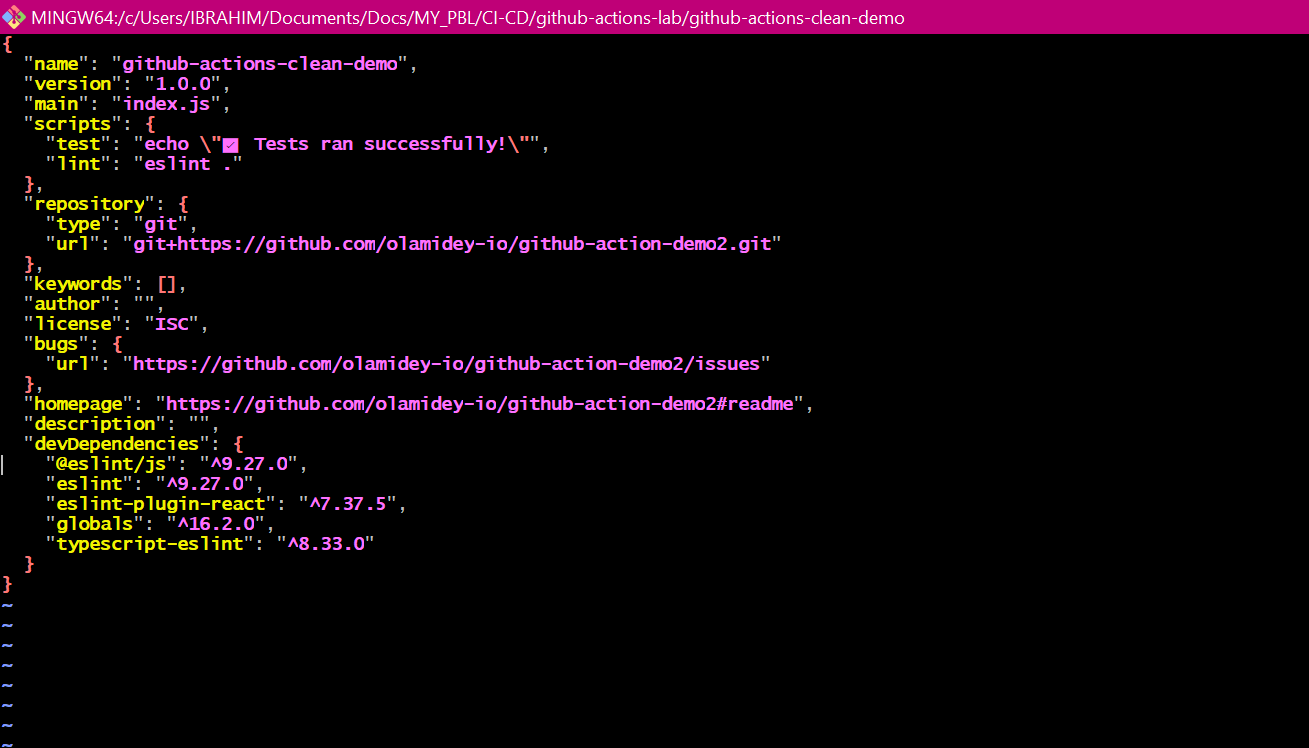 MINGW64:/c/Users/IBRAHIM/Documents/Docs/MY_PBL/CI-CD/github-actions-lab/github-actions-clean-demo
{
  "name": "github-actions-clean-demo",
  "version": "1.0.0",
  "main": "index.js",
  "scripts": {
    "test": "echo \"✅ Tests ran successfully!\"",
    "lint": "eslint ."
  },
  "repository": {
    "type": "git",
    "url": "git+https://github.com/olamidey-io/github-action-demo2.git"
  },
  "keywords": [],
  "author": "",
  "license": "ISC",
  "bugs": {
    "url": "https://github.com/olamidey-io/github-action-demo2/issues"
  },
  "homepage": "https://github.com/olamidey-io/github-action-demo2#readme",
  "description": "",
  "devDependencies": {
    "@eslint/js": "^9.27.0",
    "eslint": "^9.27.0",
    "eslint-plugin-react": "^7.37.5",
    "globals": "^16.2.0",
    "typescript-eslint": "^8.33.0"
  }
}
~
~
~
~
~
~
~
~